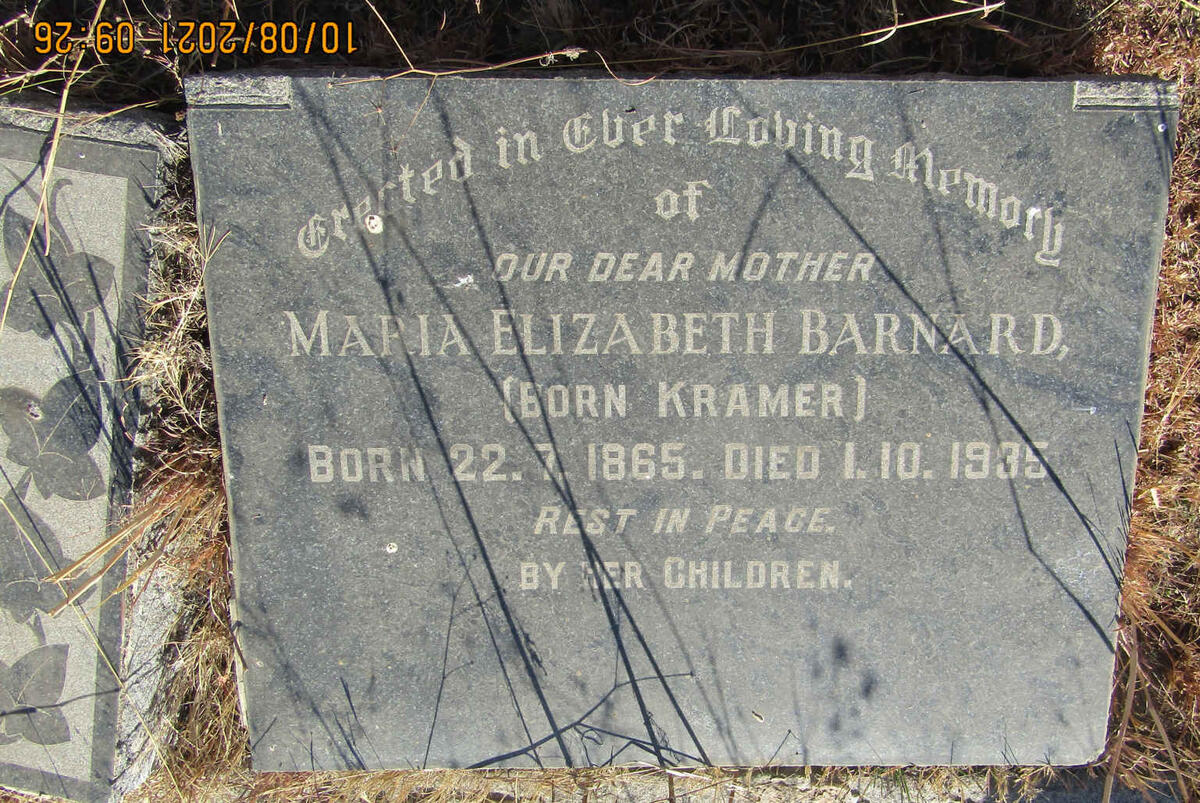 10/08/2021 09:26
Erected in Ever Loving Memory
of
OUR DEAR MOTHER
MARIA ELIZABETH BARNARD,
(BORN KRAMER)
BORN 22.7.1865. DIED 1.10.1935
REST IN PEACE.
BY HER CHILDREN.